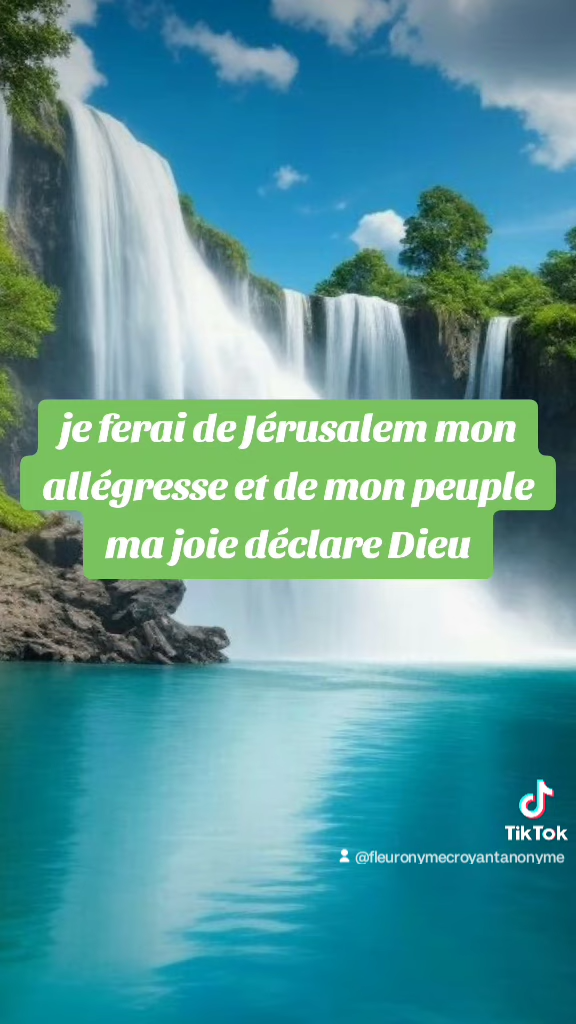 je ferai de Jérusalem mon
allégresse et de mon peuple
ma joie déclare Dieu
TikTok
@fleuronymecroyantanonyme